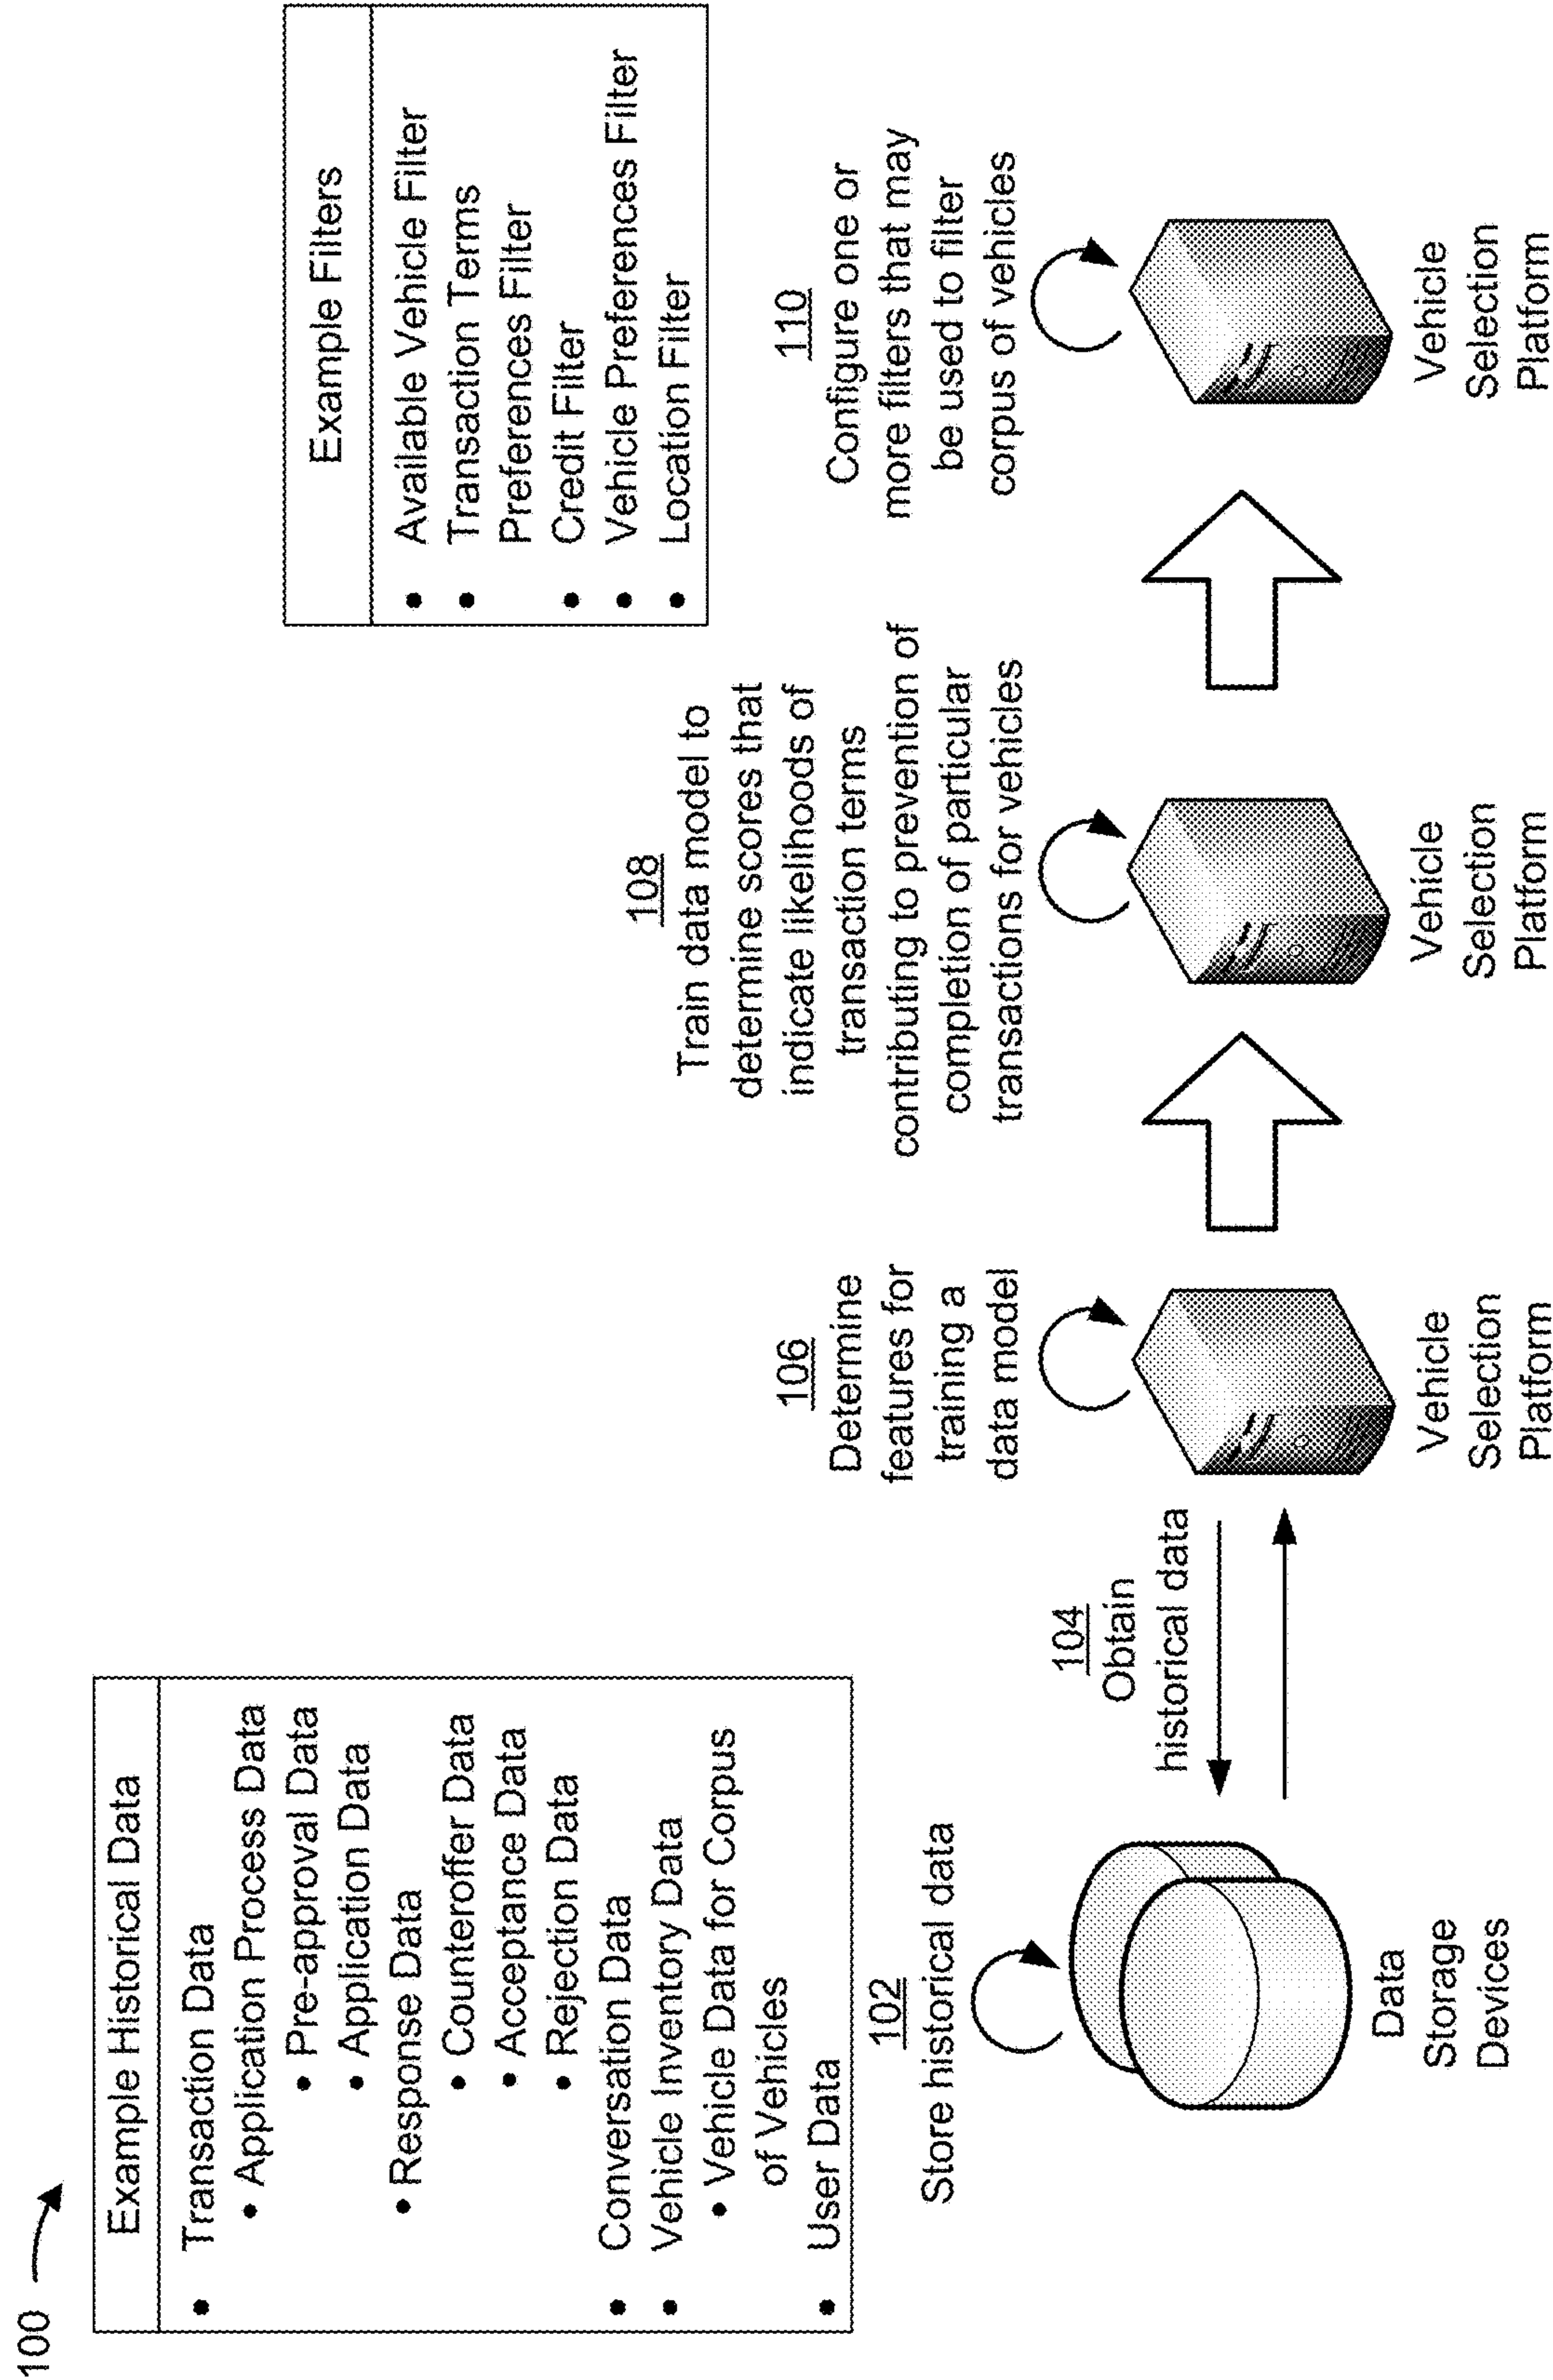 100
Example Historical Data
• Transaction Data
• Application Process Data
• Pre-approval Data
• Application Data
• Response Data
• Counteroffer Data
• Acceptance Data
• Rejection Data
• Conversation Data
• Vehicle Inventory Data
• Vehicle Data for Corpus
of Vehicles
• User Data
102
Store historical data
Data
Storage
Devices
104
Obtain
historical data
106
Determine
features for
training a
data model
Vehicle
Selection
Platform
108
Train data model to
determine scores that
indicate likelihoods of
transaction terms
contributing to prevention of
completion of particular
transactions for vehicles
Vehicle
Selection
Platform
Example Filters
• Available Vehicle Filter
• Transaction Terms
Preferences Filter
• Credit Filter
• Vehicle Preferences Filter
• Location Filter
110
Configure one or
more filters that may
be used to filter
corpus of vehicles
Vehicle
Selection
Platform